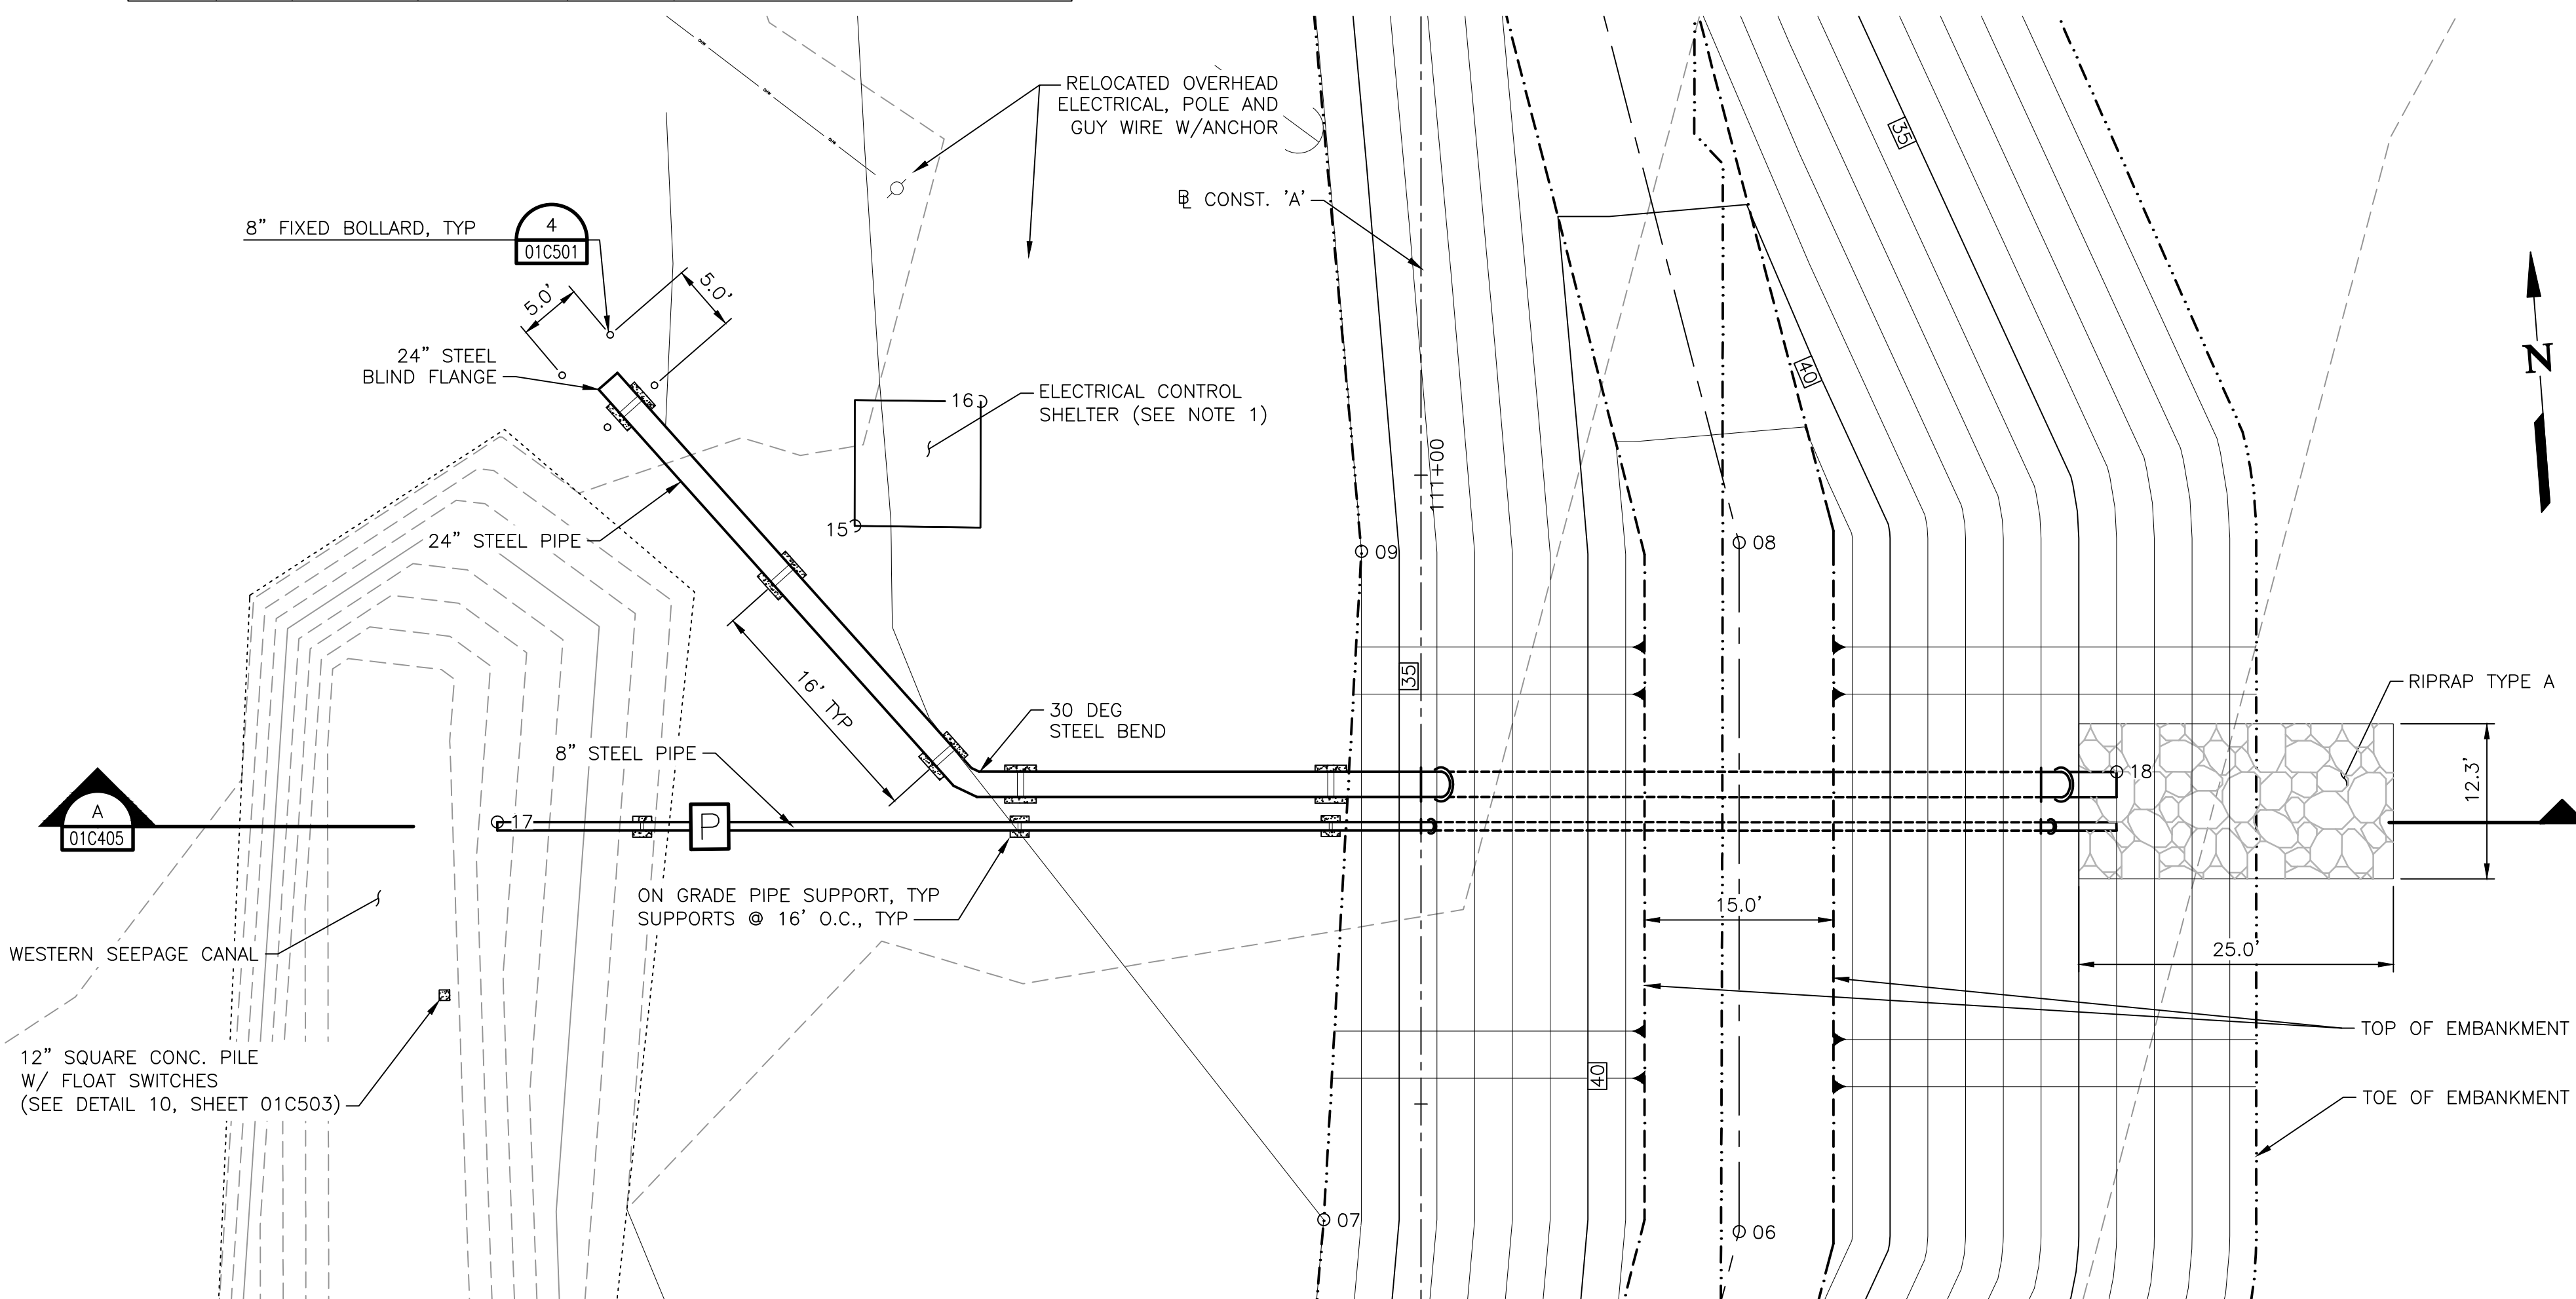 RELOCATED OVERHEAD
ELECTRICAL, POLE AND
GUY WIRE W/ANCHOR
35
℄ CONST. 'A'
4
01C501
8" FIXED BOLLARD, TYP
5.0'
5.0'
N
24" STEEL
BLIND FLANGE
40
ELECTRICAL CONTROL
SHELTER (SEE NOTE 1)
16
111+00
15
24" STEEL PIPE
09
08
35
16' TYP
RIPRAP TYPE A
30 DEG
STEEL BEND
8" STEEL PIPE
18
12.3'
A
01C405
17
P
ON GRADE PIPE SUPPORT, TYP
SUPPORTS @ 16' O.C., TYP
15.0'
25.0'
WESTERN SEEPAGE CANAL
TOP OF EMBANKMENT
12" SQUARE CONC. PILE
W/ FLOAT SWITCHES
(SEE DETAIL 10, SHEET 01C503)
40
TOE OF EMBANKMENT
07
06